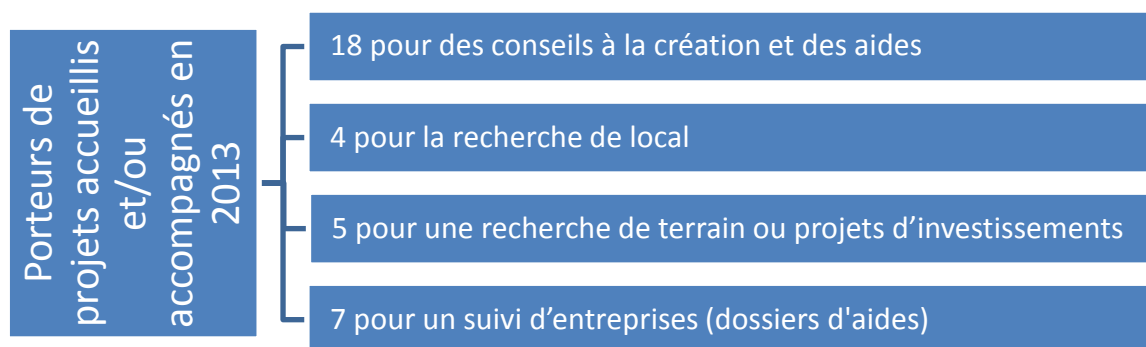 Porteurs de
projets accueillis
et/ou
accompagnés en
2013
18 pour des conseils à la création et des aides
4 pour la recherche de local
5 pour une recherche de terrain ou projets d’investissements
7 pour un suivi d’entreprises (dossiers d'aides)